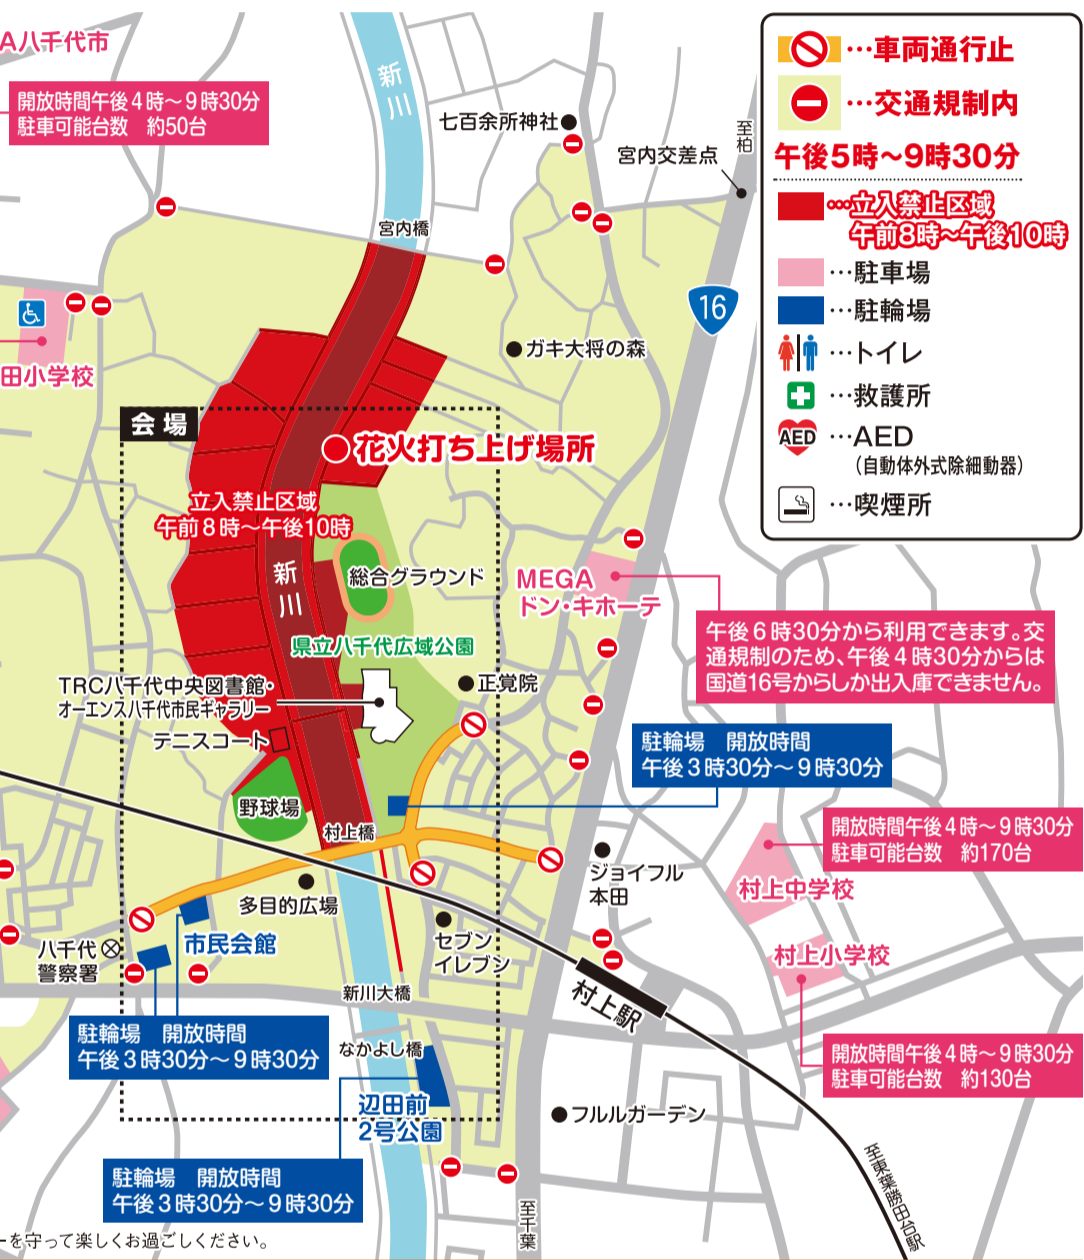 A八千代市
開放時間午後4時～9時30分
駐車可能台数　約50台
新川
七百余所神社
宮内交差点
至柏
…車両通行止
…交通規制内
午後5時～9時30分
…立入禁止区域
午前8時～午後10時
…駐車場
…駐輪場
…トイレ
…救護所
AED …AED
（自動体外式除細動器）
…喫煙所
宮内橋
16
ガキ大将の森
田小学校
会場
花火打ち上げ場所
立入禁止区域
午前8時～午後10時
新川
総合グラウンド
MEGA
ドン・キホーテ
午後6時30分から利用できます。交
通規制のため、午後4時30分からは
国道16号からしか出入庫できません。
県立八千代広域公園
TRC八千代中央図書館・
オーエンス八千代市民ギャラリー
正覚院
テニスコート
駐輪場　開放時間
午後3時30分～9時30分
野球場
村上橋
開放時間午後4時～9時30分
駐車可能台数　約170台
ジョイフル
本田
村上中学校
多目的広場
市民会館
八千代
警察署
セブン
イレブン
村上小学校
新川大橋
村上駅
駐輪場　開放時間
午後3時30分～9時30分
なかよし橋
開放時間午後4時～9時30分
駐車可能台数　約130台
辺田前
2号公園
フルルガーデン
駐輪場　開放時間
午後3時30分～9時30分
至千葉
至東葉勝田台駅
ーを守って楽しくお過ごしください。